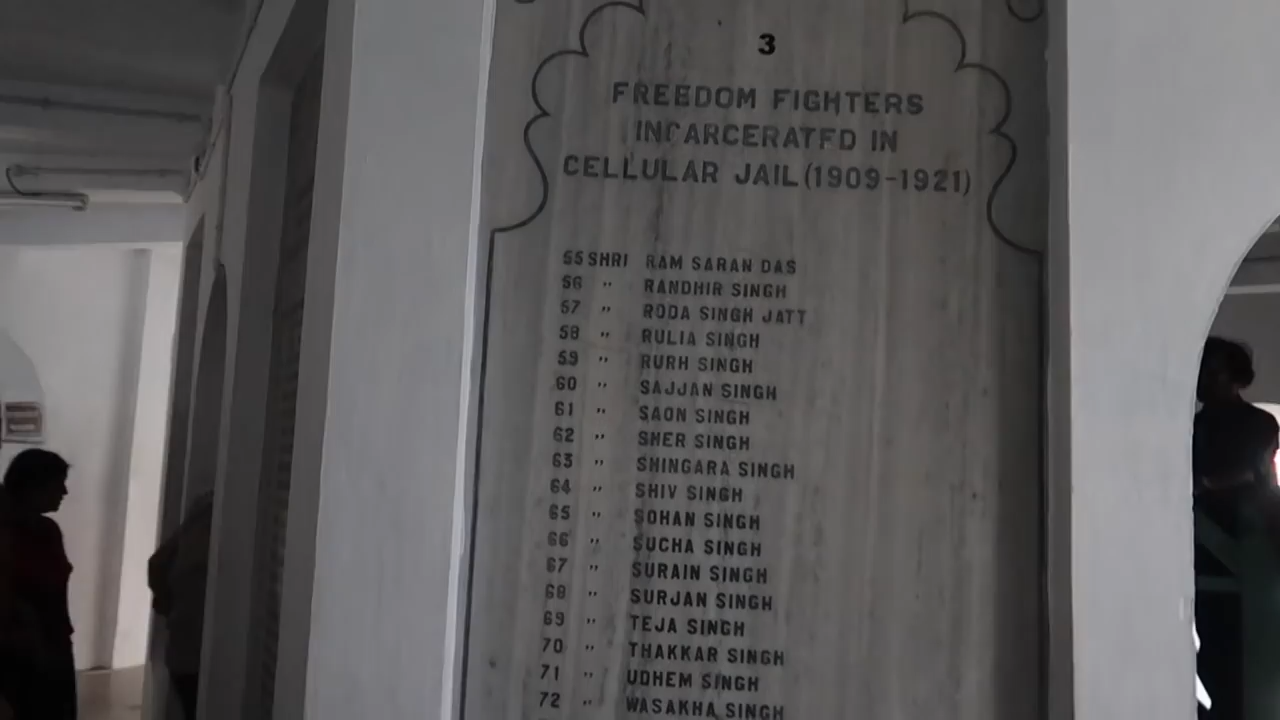 3
FREEDOM FIGHTERS
INCARCERATED IN
CELLULAR JAIL (1909-1921)
55 SHRI RAM SARAN DAS
56 " RANDHIR SINGH
57 " RODA SINGH JATT
58 " RULIA SINGH
59 " RURH SINGH
60 " SAJJAN SINGH
61 " SAON SINGH
62 " SHER SINGH
63 " SHINGARA SINGH
64 " SHIV SINGH
65 " SOHAN SINGH
66 " SUCHA SINGH
67 " SURAIN SINGH
68 " SURJAN SINGH
69 " TEJA SINGH
70 " THAKKAR SINGH
71 " UDHEM SINGH
72 " WASAKHA SINGH